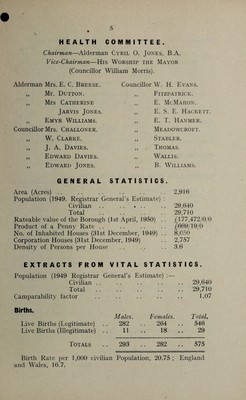 5
HEALTH COMMITTEE.
Chairman—Alderman Cyril O. Jones, B.A.
Vice-Chairman—His Worship the Mayor
(Councillor William Morris).
Alderman Mrs. E. C. Breese. Councillor W. H. Evans.
,, Mr. Dutton. ,, Fitzpatrick.
,, Mrs Catherine ,, E. McMahon.
Jarvis Jones. ,, E. S. E. Hackett.
,, Emyr Williams. ,, E. T. Hanmer.
Councillor Mrs. Challoner. ,, Meadowcroft.
,, W. Clarke. ,, Stabler.
,, J. A. Davies. ,, Thomas.
,, Edward Davies. ,, Wallis.
,, Edward Jones. ,, B. Williams.
GENERAL STATISTICS.
Area (Acres) .. .. .. .. .. 2,916
Population (1949. Registrar General's Estimate) :
Civilian .. .. .. .. 29,640
Total .. .. .. .. 29,710
Rateable value of the Borough (1st April, 1950) .. £177,472/0/0
Product of a Penny Rate .. .. .. £699/19/0
No. of Inhabited Houses (31st December, 1949) .. 8,090
Corporation Houses (31st December, 1949) .. 2,757
Density of Persons per House .. .. .. 3.6
EXTRACTS FROM VITAL STATISTICS.
Population (1949 Registrar General's Estimate) :—
Civilian .. .. .. .. 29,640
Total .. .. .. .. 29,710
Camparability factor .. .. .. .. 1.07
Births.
Males. Females. Total,
Live Births (Legitimate) .. 282 .. 264 .. 546
Live Births (Illegitimate) .. 11 .. 18 .. 29
Totals .. 293 .. 282 .. 575
Birth Rate per 1,000 civilian Population, 20.75 ; England
and Wales, 16.7.